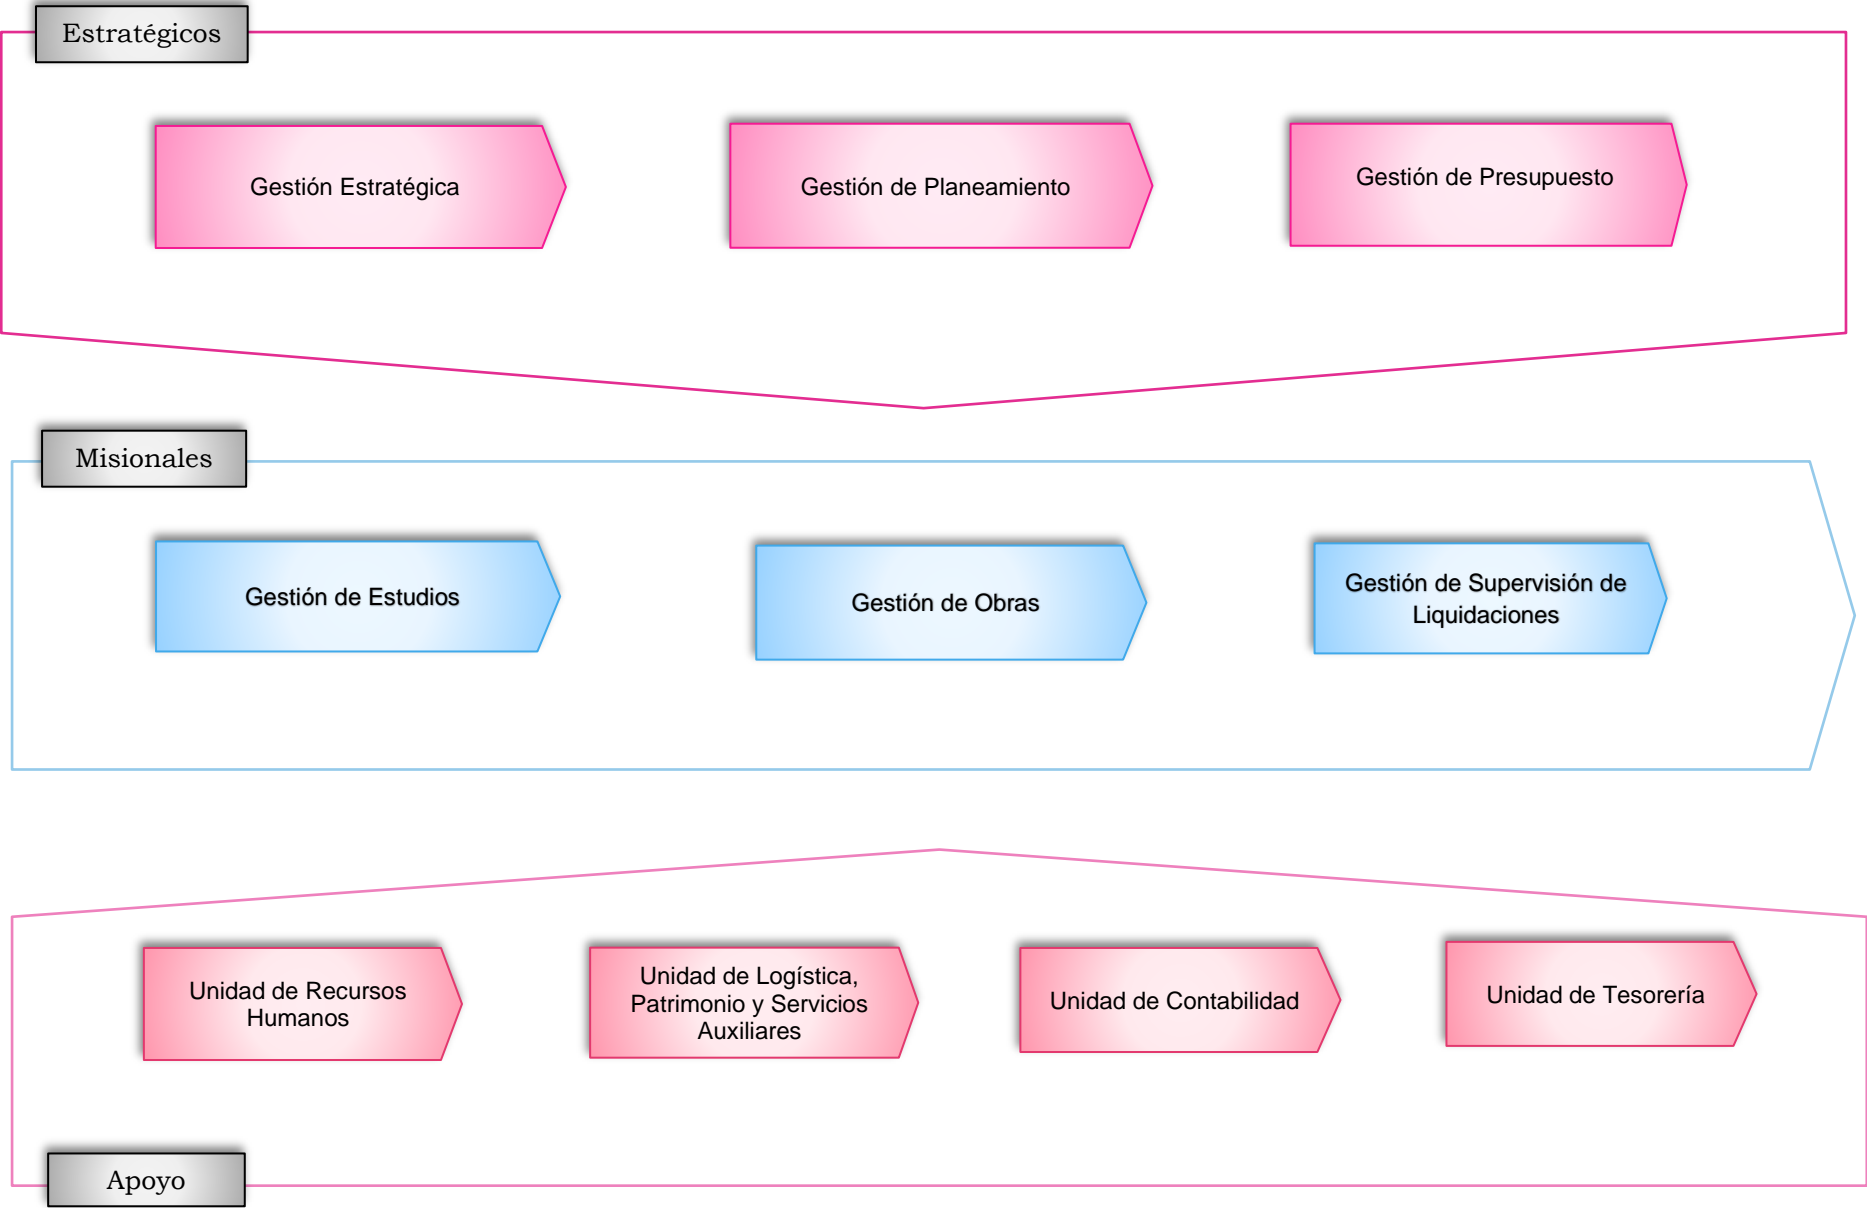 Estratégicos
Gestión Estratégica
Gestión de Planeamiento
Gestión de Presupuesto
Misionales
Gestión de Estudios
Gestión de Obras
Gestión de Supervisión de
Liquidaciones
Unidad de Recursos
Humanos
Unidad de Logística,
Patrimonio y Servicios
Auxiliares
Unidad de Contabilidad
Unidad de Tesorería
Apoyo